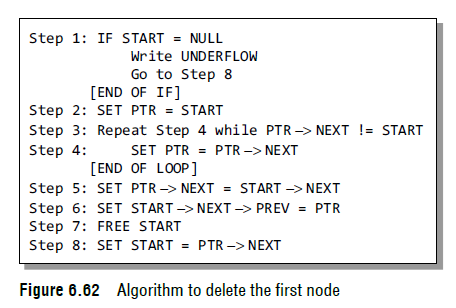 Step 1: IF START = NULL
Write UNDERFLOW
Go to Step 8
[END OF IF]
Step 2: SET PTR = START
Step 3: Repeat Step 4 while PTR –> NEXT != START
Step 4: SET PTR = PTR –> NEXT
[END OF LOOP]
Step 5: SET PTR –> NEXT = START –> NEXT
Step 6: SET START –> NEXT –> PREV = PTR
Step 7: FREE START
Step 8: SET START = PTR –> NEXT
Figure 6.62 Algorithm to delete the first node